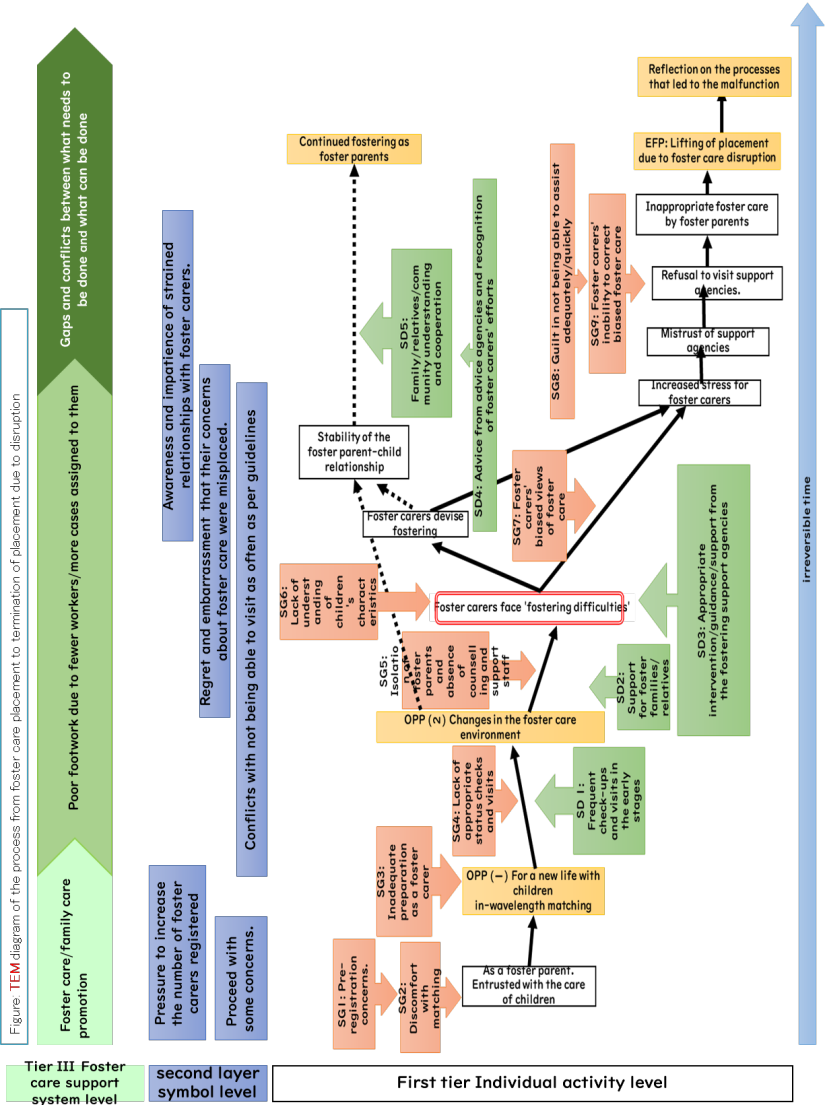 Figure: TEM diagram of the process from foster care placement to termination of placement due to disruption
Gaps and conflicts between what needs to
be done and what can be done
Poor footwork due to fewer workers/more cases assigned to them
Foster care/family care
promotion
Awareness and impatience of strained
relationships with foster carers.
Regret and embarrassment that their concerns
about foster care were misplaced.
Conflicts with not being able to visit as often as per guidelines
Pressure to increase
the number of foster
carers registered
Proceed with
some concerns.
Reflection on the processes
that led to the malfunction
EFP: Lifting of placement
due to foster care disruption
Continued fostering as
foster parents
Inappropriate foster care
by foster parents
Refusal to visit support
agencies.
Mistrust of support
agencies
Increased stress for
foster carers
SG8: Guilt in not being able to assist
adequately/quickly
SG9: Foster carers'
inability to correct
biased foster care
SD5:
Family/relatives/com
munity understanding
and cooperation
SD4: Advice from advice agencies and recognition
of foster carers' efforts
Stability of the
foster parent-child
relationship
Foster carers devise
fostering
SG7: Foster
carers'
biased views
of foster
care
SG6:
Lack of
underst
anding
of
children
's
charact
eristics
Foster carers face 'fostering difficulties'
SD3: Appropriate
intervention/guidance/support from
the fostering support agencies
SG5:
Isolatio
n of
foster
parents
and
absence
of
counsell
ing and
support
staff
SD2:
Support
for foster
families/
relatives
OPP (2) Changes in the foster care
environment
SG4: Lack of
appropriate
status checks
and visits
SD 1:
Frequent
check-ups
and visits in
the early
stages
SG3:
Inadequate
preparation
as a foster
carer
OPP (1) For a new life with
children
in-wavelength matching
SG1: Pre-
registration
concerns.
SG2:
Discomfort
with
matching
As a foster parent.
Entrusted with the care
of children
irreversible time
Tier III Foster
care support
system level
second layer
symbol level
First tier Individual activity level